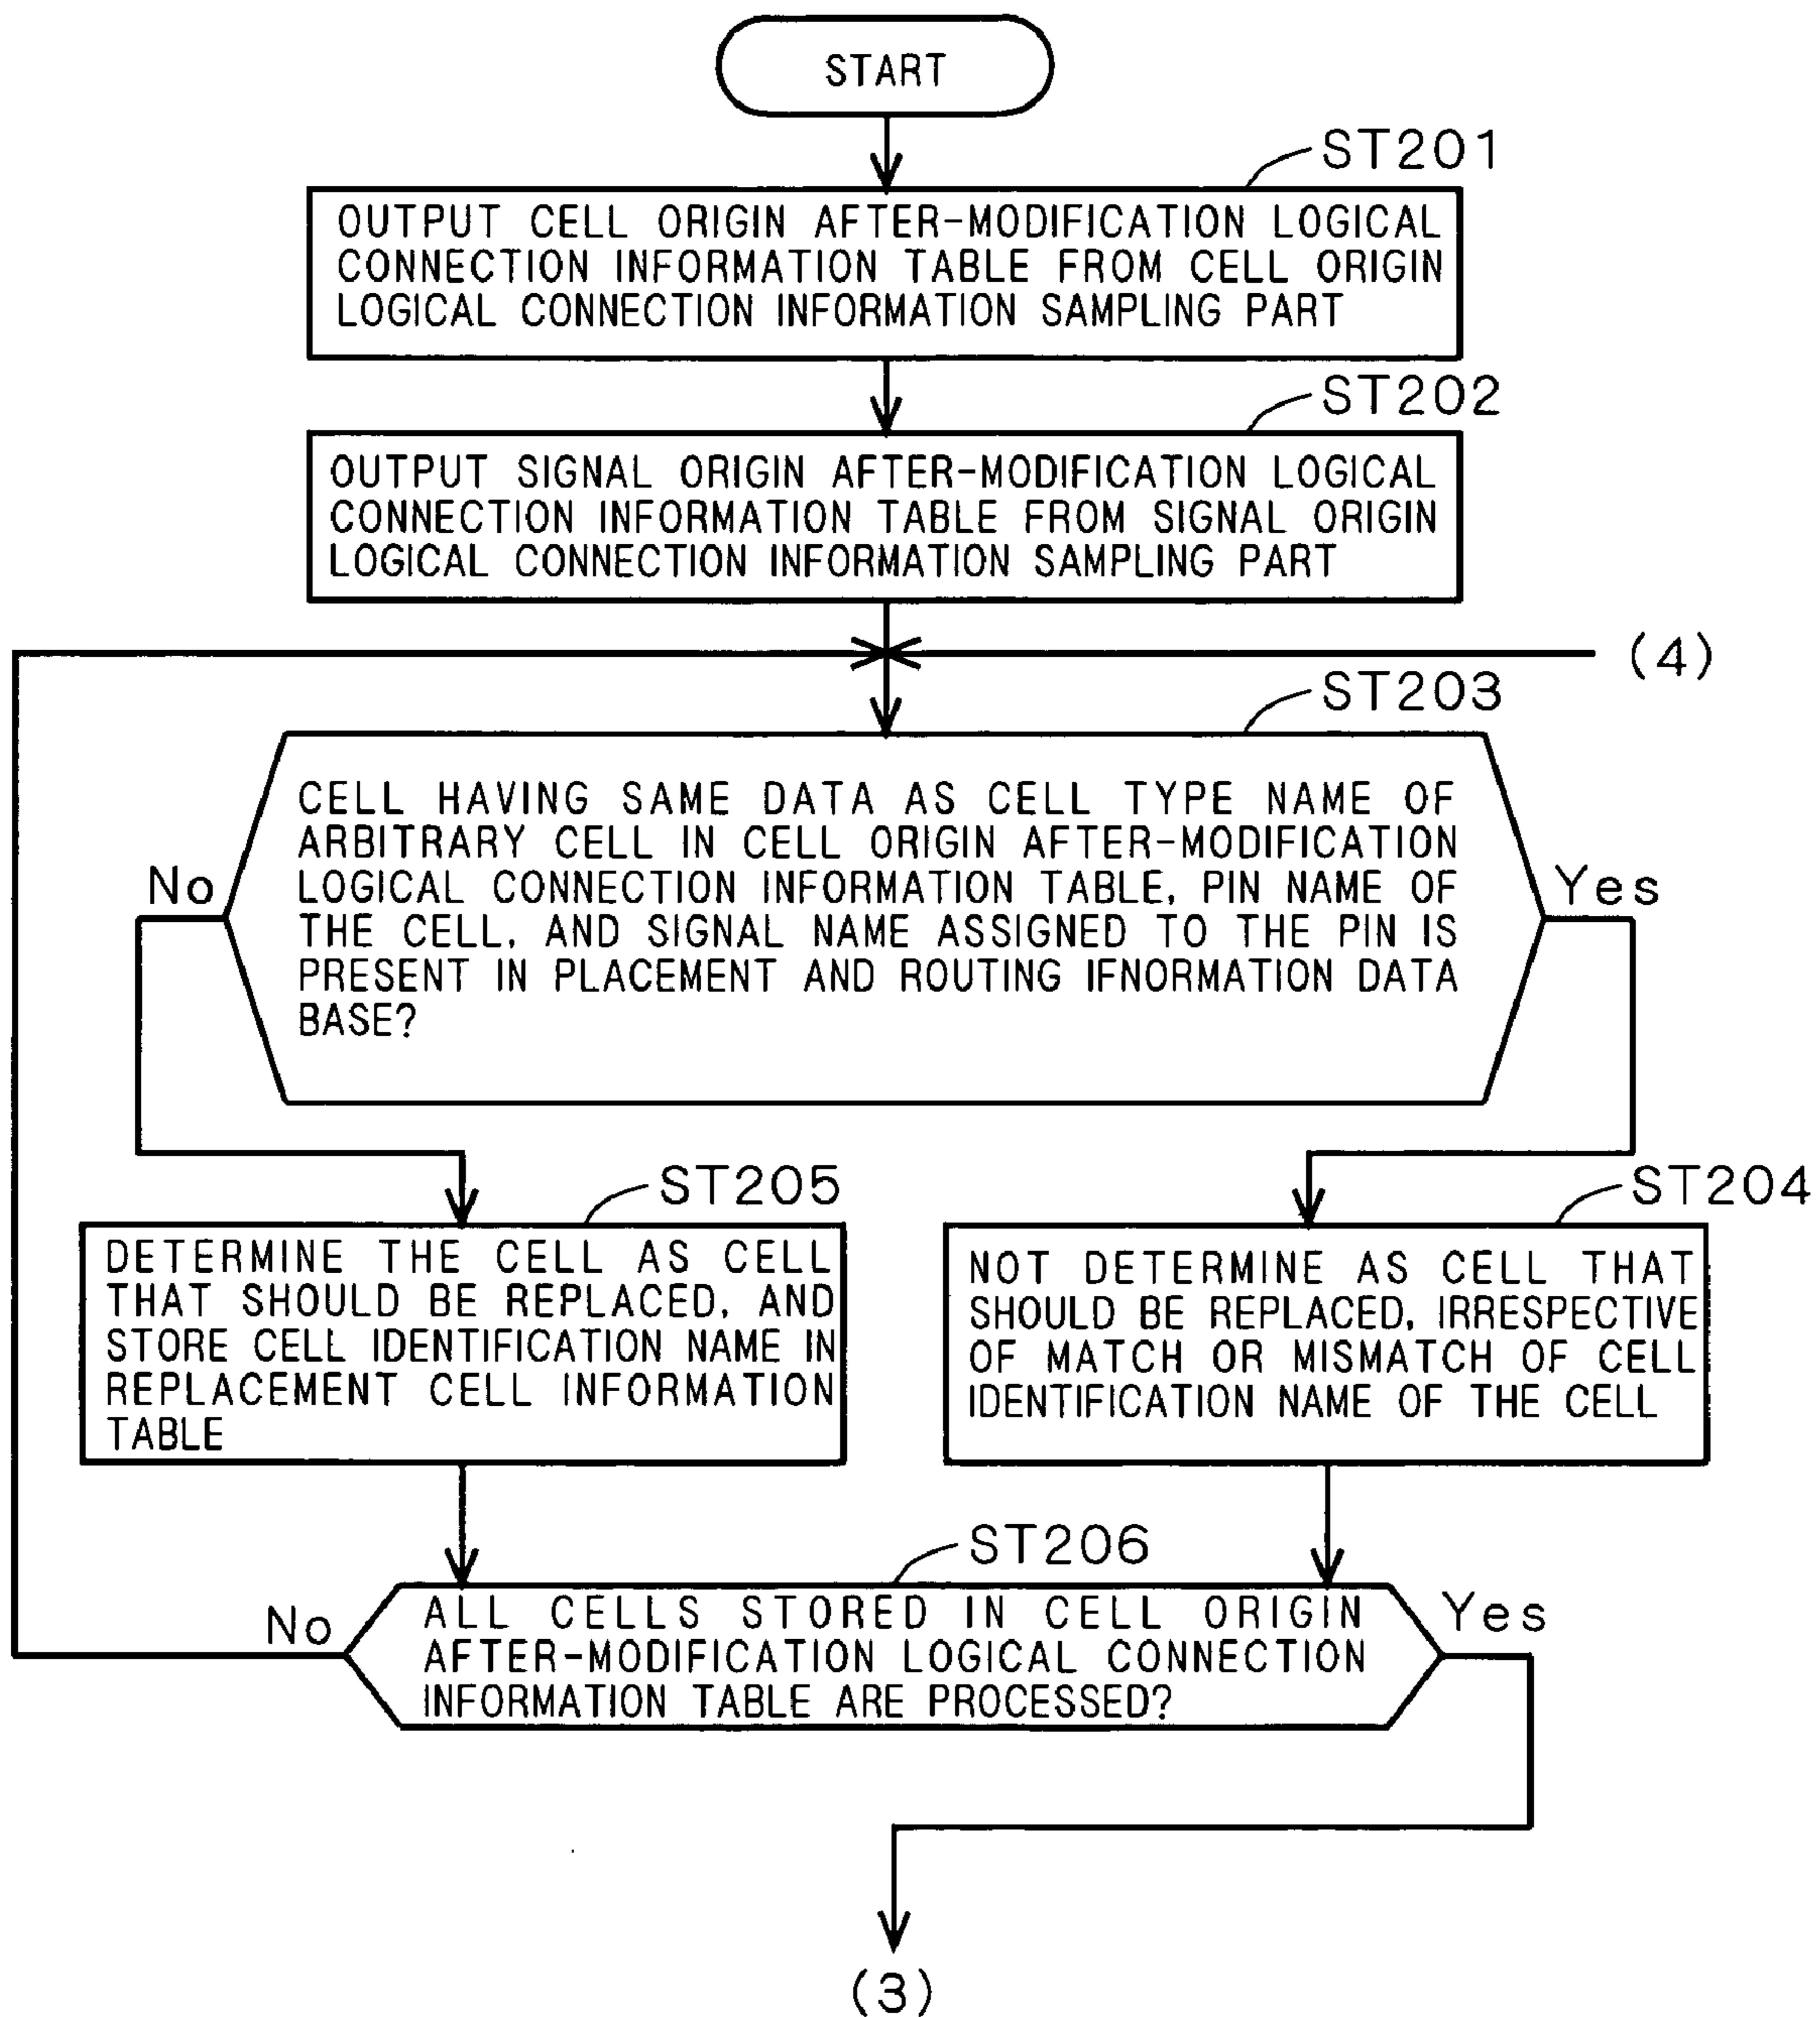 START
ST201
OUTPUT CELL ORIGIN AFTER-MODIFICATION LOGICAL
CONNECTION INFORMATION TABLE FROM CELL ORIGIN
LOGICAL CONNECTION INFORMATION SAMPLING PART
ST202
OUTPUT SIGNAL ORIGIN AFTER-MODIFICATION LOGICAL
CONNECTION INFORMATION TABLE FROM SIGNAL ORIGIN
LOGICAL CONNECTION INFORMATION SAMPLING PART
(4)
ST203
CELL HAVING SAME DATA AS CELL TYPE NAME OF
ARBITRARY CELL IN CELL ORIGIN AFTER-MODIFICATION
LOGICAL CONNECTION INFORMATION TABLE, PIN NAME OF
THE CELL, AND SIGNAL NAME ASSIGNED TO THE PIN IS
PRESENT IN PLACEMENT AND ROUTING IFNORMATION DATA
BASE?
No
Yes
ST205
DETERMINE THE CELL AS CELL
THAT SHOULD BE REPLACED, AND
STORE CELL IDENTIFICATION NAME IN
REPLACEMENT CELL INFORMATION
TABLE
ST204
NOT DETERMINE AS CELL THAT
SHOULD BE REPLACED, IRRESPECTIVE
OF MATCH OR MISMATCH OF CELL
IDENTIFICATION NAME OF THE CELL
ST206
ALL CELLS STORED IN CELL ORIGIN
AFTER-MODIFICATION LOGICAL CONNECTION
INFORMATION TABLE ARE PROCESSED?
No
Yes
(3)